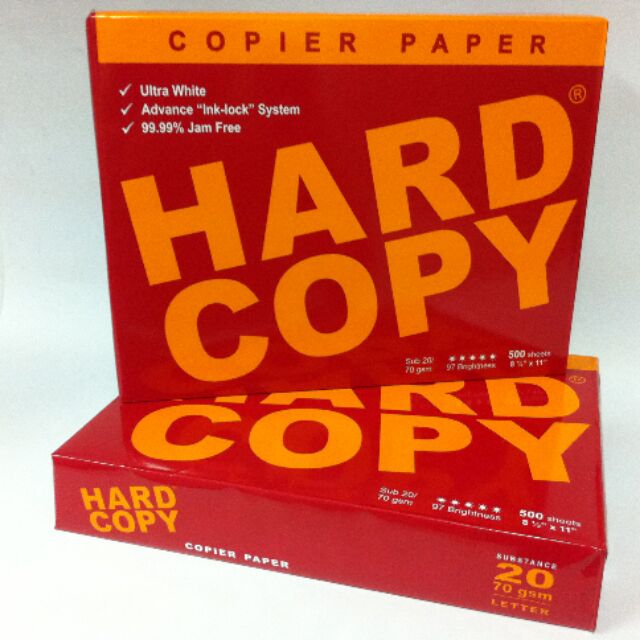 COPIER PAPER
✓ Ultra White
✓ Advance "Ink-lock" System
✓ 99.99% Jam Free
HARD®
COPY
Sub 20/
70 gsm
★★★★★
97 Brightness
500 sheets
8 ½" x 11"
HARD®
COPY
Sub 20/
70 gsm
★★★★★
97 Brightness
500 sheets
8 ½" x 11"
HARD
COPY
COPIER PAPER
SUBSTANCE
20
70 gsm
LETTER